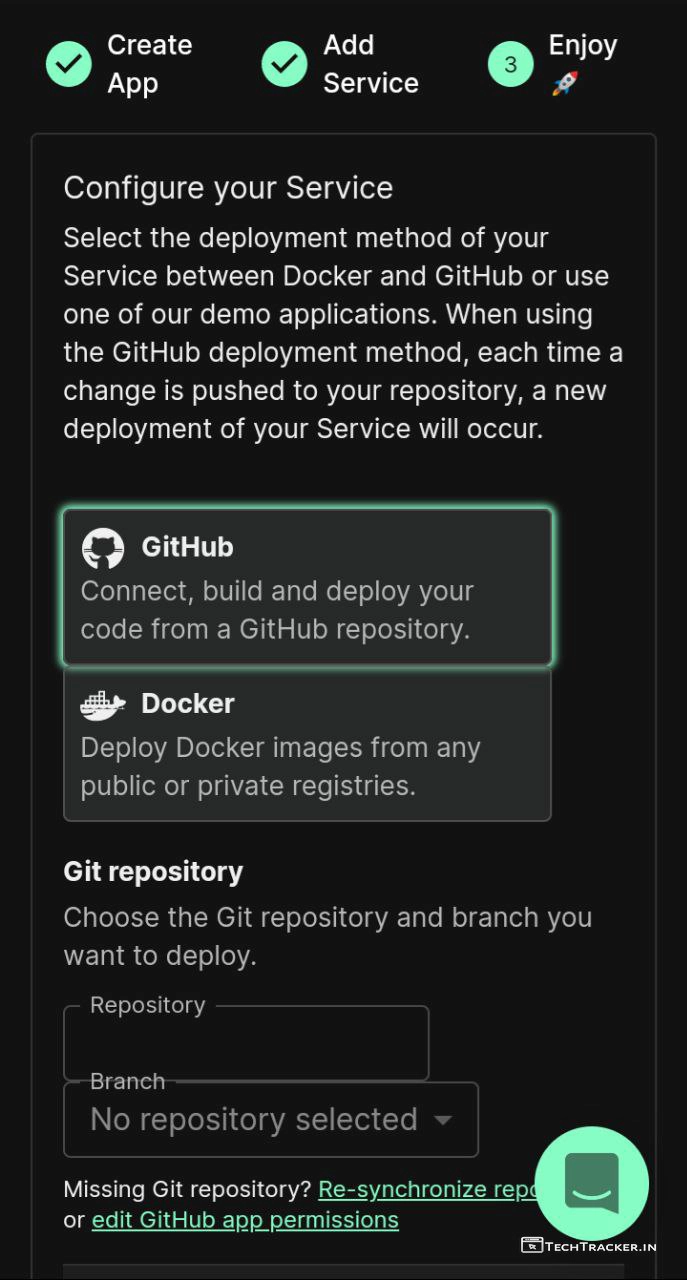 Create
App
Add
Service
3
Enjoy
🚀
Configure your Service
Select the deployment method of your
Service between Docker and GitHub or use
one of our demo applications. When using
the GitHub deployment method, each time a
change is pushed to your repository, a new
deployment of your Service will occur.
GitHub
Connect, build and deploy your
code from a GitHub repository.
Docker
Deploy Docker images from any
public or private registries.
Git repository
Choose the Git repository and branch you
want to deploy.
Repository
Branch
No repository selected
Missing Git repository? Re-synchronize repo
or edit GitHub app permissions
TECHTRACKER.IN